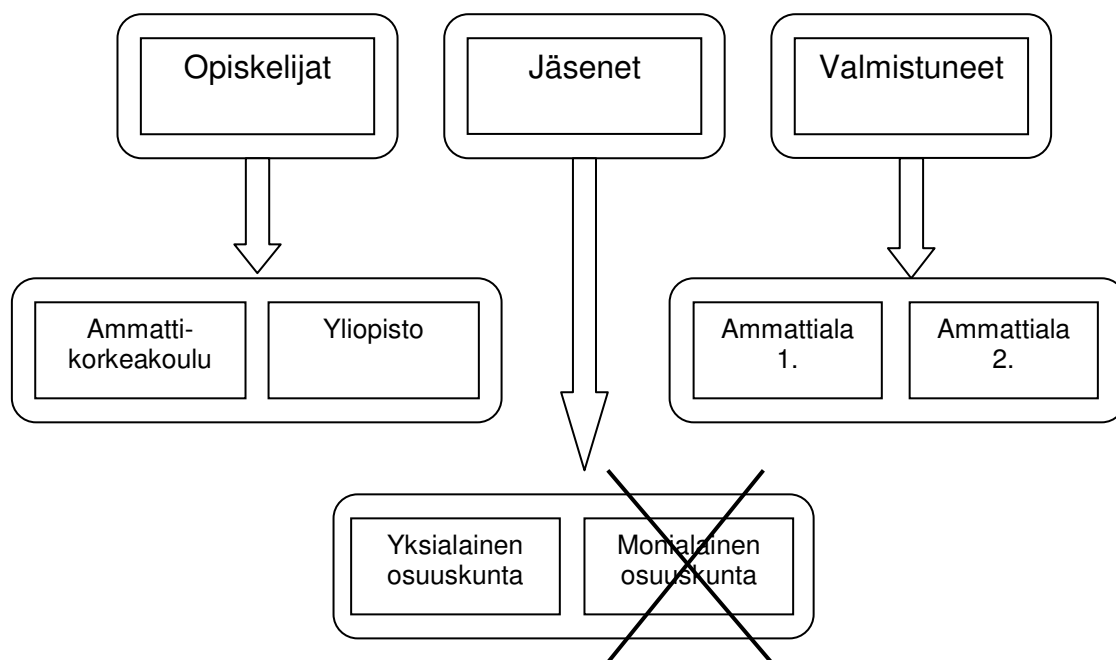 Opiskelijat
Jäsenet
Valmistuneet
Ammatti-
korkeakoulu
Yliopisto
Ammattiala
1.
Ammattiala
2.
Yksialainen
osuuskunta
Monialainen
osuuskunta